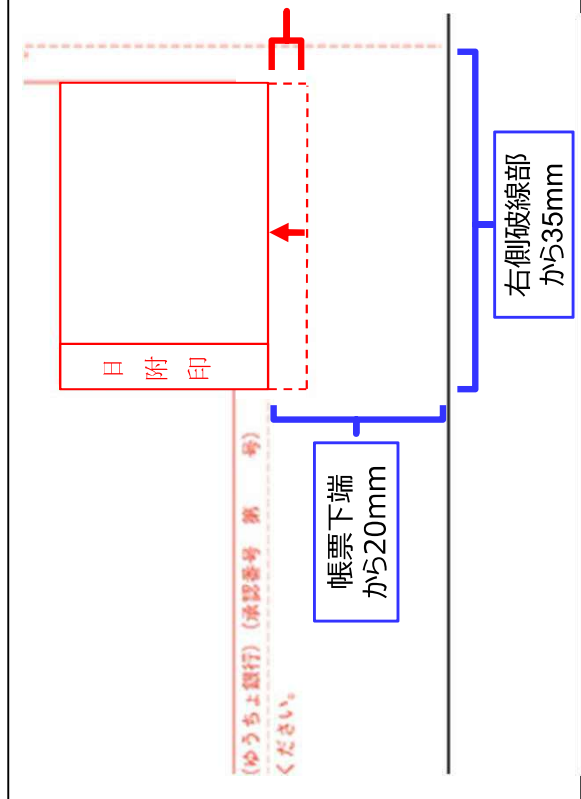 右側破線部
から35mm
日附印
帳票下端
から20mm
(ゆうちょ銀行) (承認番号 第　　号)
ください。